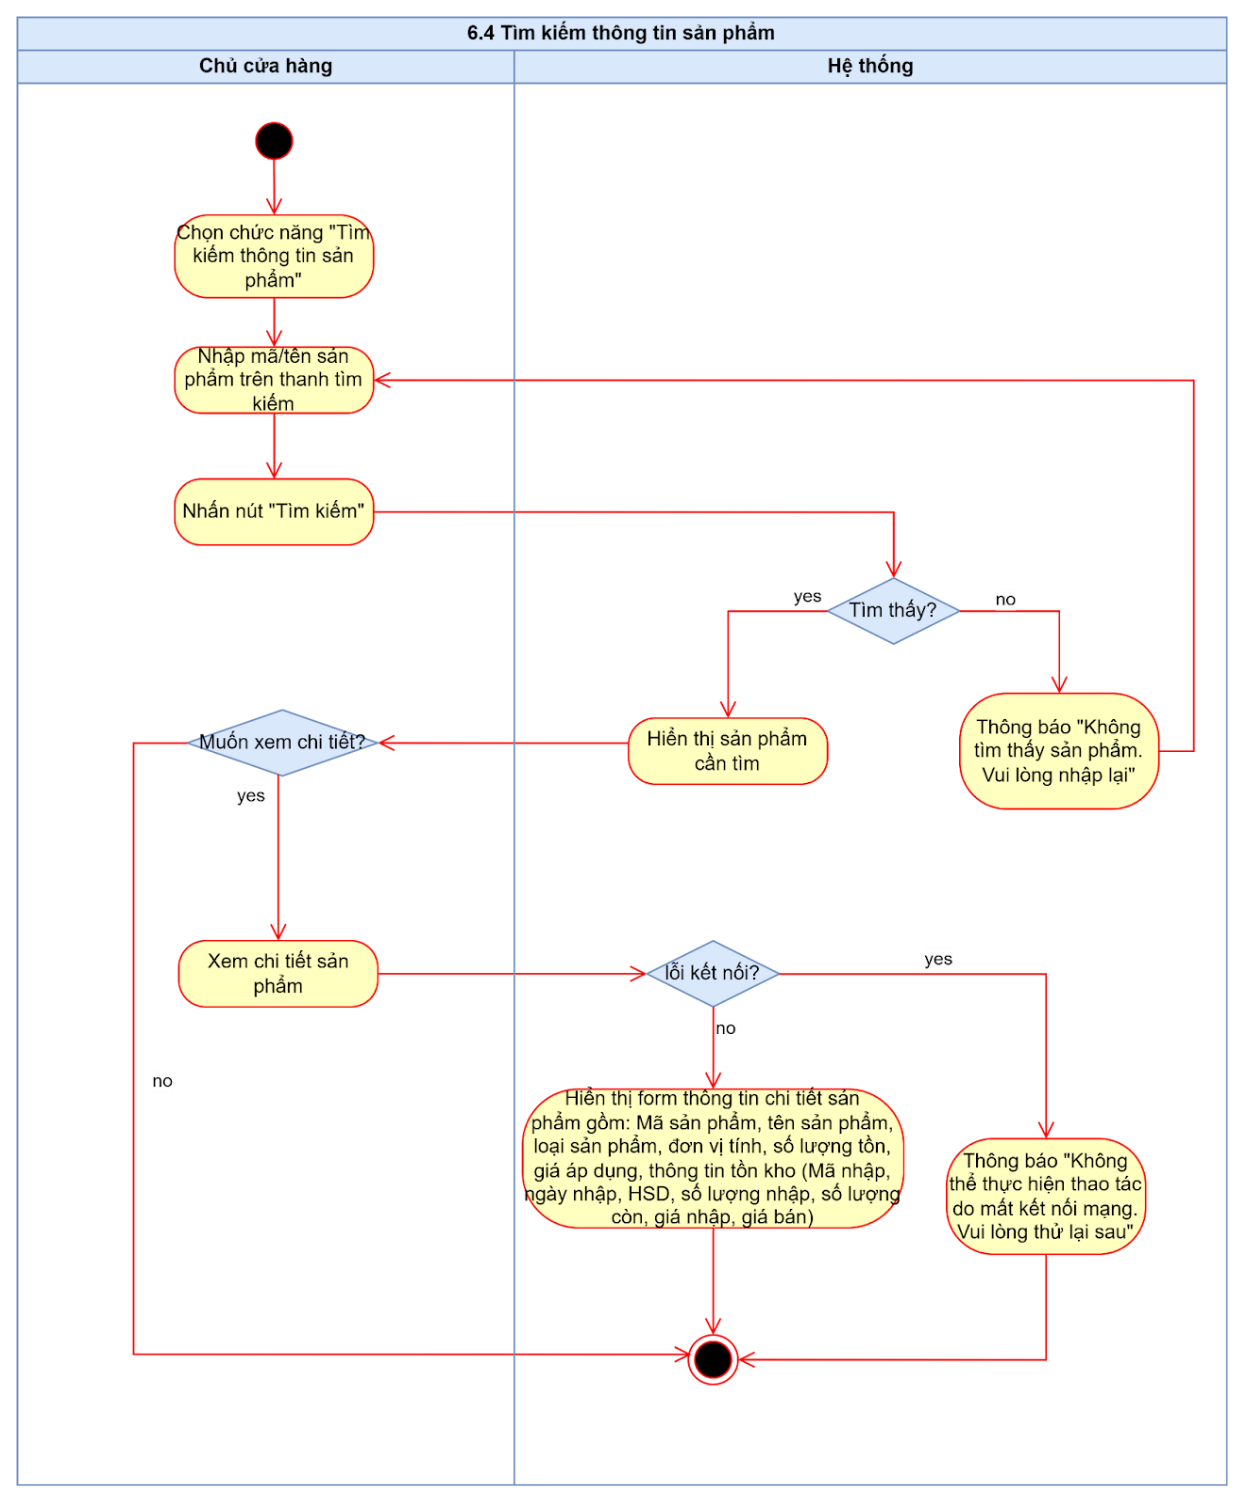 6.4 Tìm kiếm thông tin sản phẩm
Chủ cửa hàng
Hệ thống
Chọn chức năng "Tìm
kiếm thông tin sản
phẩm"
Nhập mã/tên sản
phẩm trên thanh tìm
kiếm
Nhấn nút "Tìm kiếm"
yes
Tìm thấy?
no
Hiển thị sản phẩm
cần tìm
Thông báo "Không
tìm thấy sản phẩm.
Vui lòng nhập lại"
Muốn xem chi tiết?
yes
Xem chi tiết sản
phẩm
lỗi kết nối?
yes
no
no
Hiển thị form thông tin chi tiết sản
phẩm gồm: Mã sản phẩm, tên sản phẩm,
loại sản phẩm, đơn vị tính, số lượng tồn,
giá áp dụng, thông tin tồn kho (Mã nhập,
ngày nhập, HSD, số lượng nhập, số lượng
còn, giá nhập, giá bán)
Thông báo "Không
thể thực hiện thao tác
do mất kết nối mạng.
Vui lòng thử lại sau"